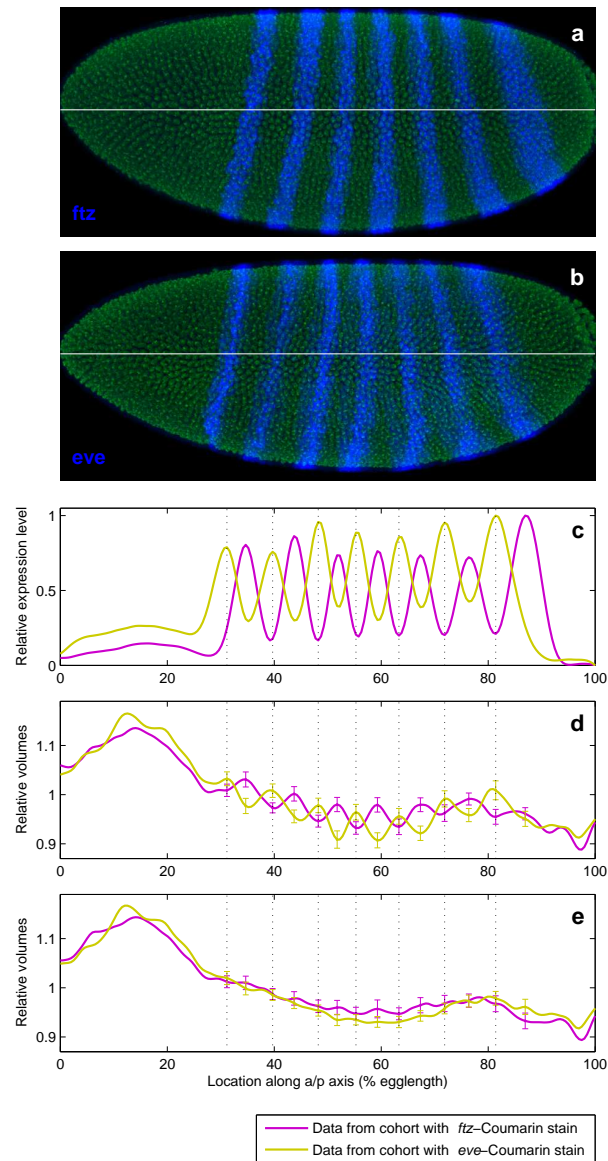 a
ftz
b
eve
c
Relative expression level
1
0.5
0
0 20 40 60 80 100
d
Relative volumes
1.1
1
0.9
0 20 40 60 80 100
e
Relative volumes
1.1
1
0.9
0 20 40 60 80 100
Location along a/p axis (% egglength)
Data from cohort with ftz–Coumarin stain
Data from cohort with eve–Coumarin stain